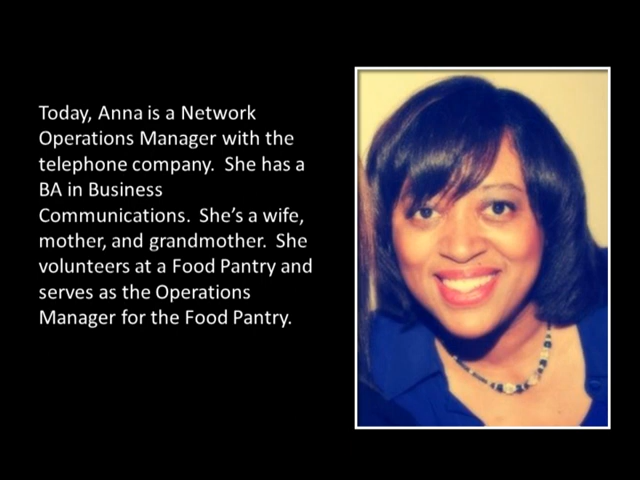 Today, Anna is a Network
Operations Manager with the
telephone company.  She has a
BA in Business
Communications.  She’s a wife,
mother, and grandmother.  She
volunteers at a Food Pantry and
serves as the Operations
Manager for the Food Pantry.